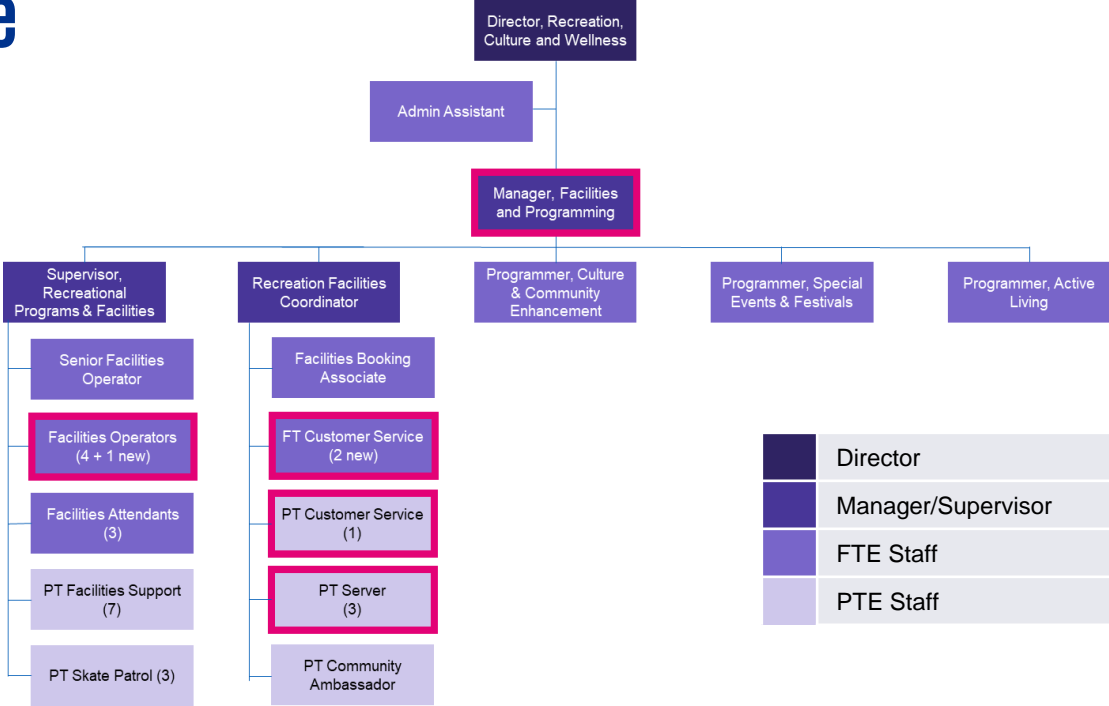 e
Director, Recreation,
Culture and Wellness
Admin Assistant
Manager, Facilities
and Programming
Supervisor,
Recreational
Programs & Facilities
Recreation Facilities
Coordinator
Programmer, Culture
& Community
Enhancement
Programmer, Special
Events & Festivals
Programmer, Active
Living
Senior Facilities
Operator
Facilities Operators
(4 + 1 new)
Facilities Attendants
(3)
PT Facilities Support
(7)
PT Skate Patrol (3)
Facilities Booking
Associate
FT Customer Service
(2 new)
PT Customer Service
(1)
PT Server
(3)
PT Community
Ambassador
Director
Manager/Supervisor
FTE Staff
PTE Staff